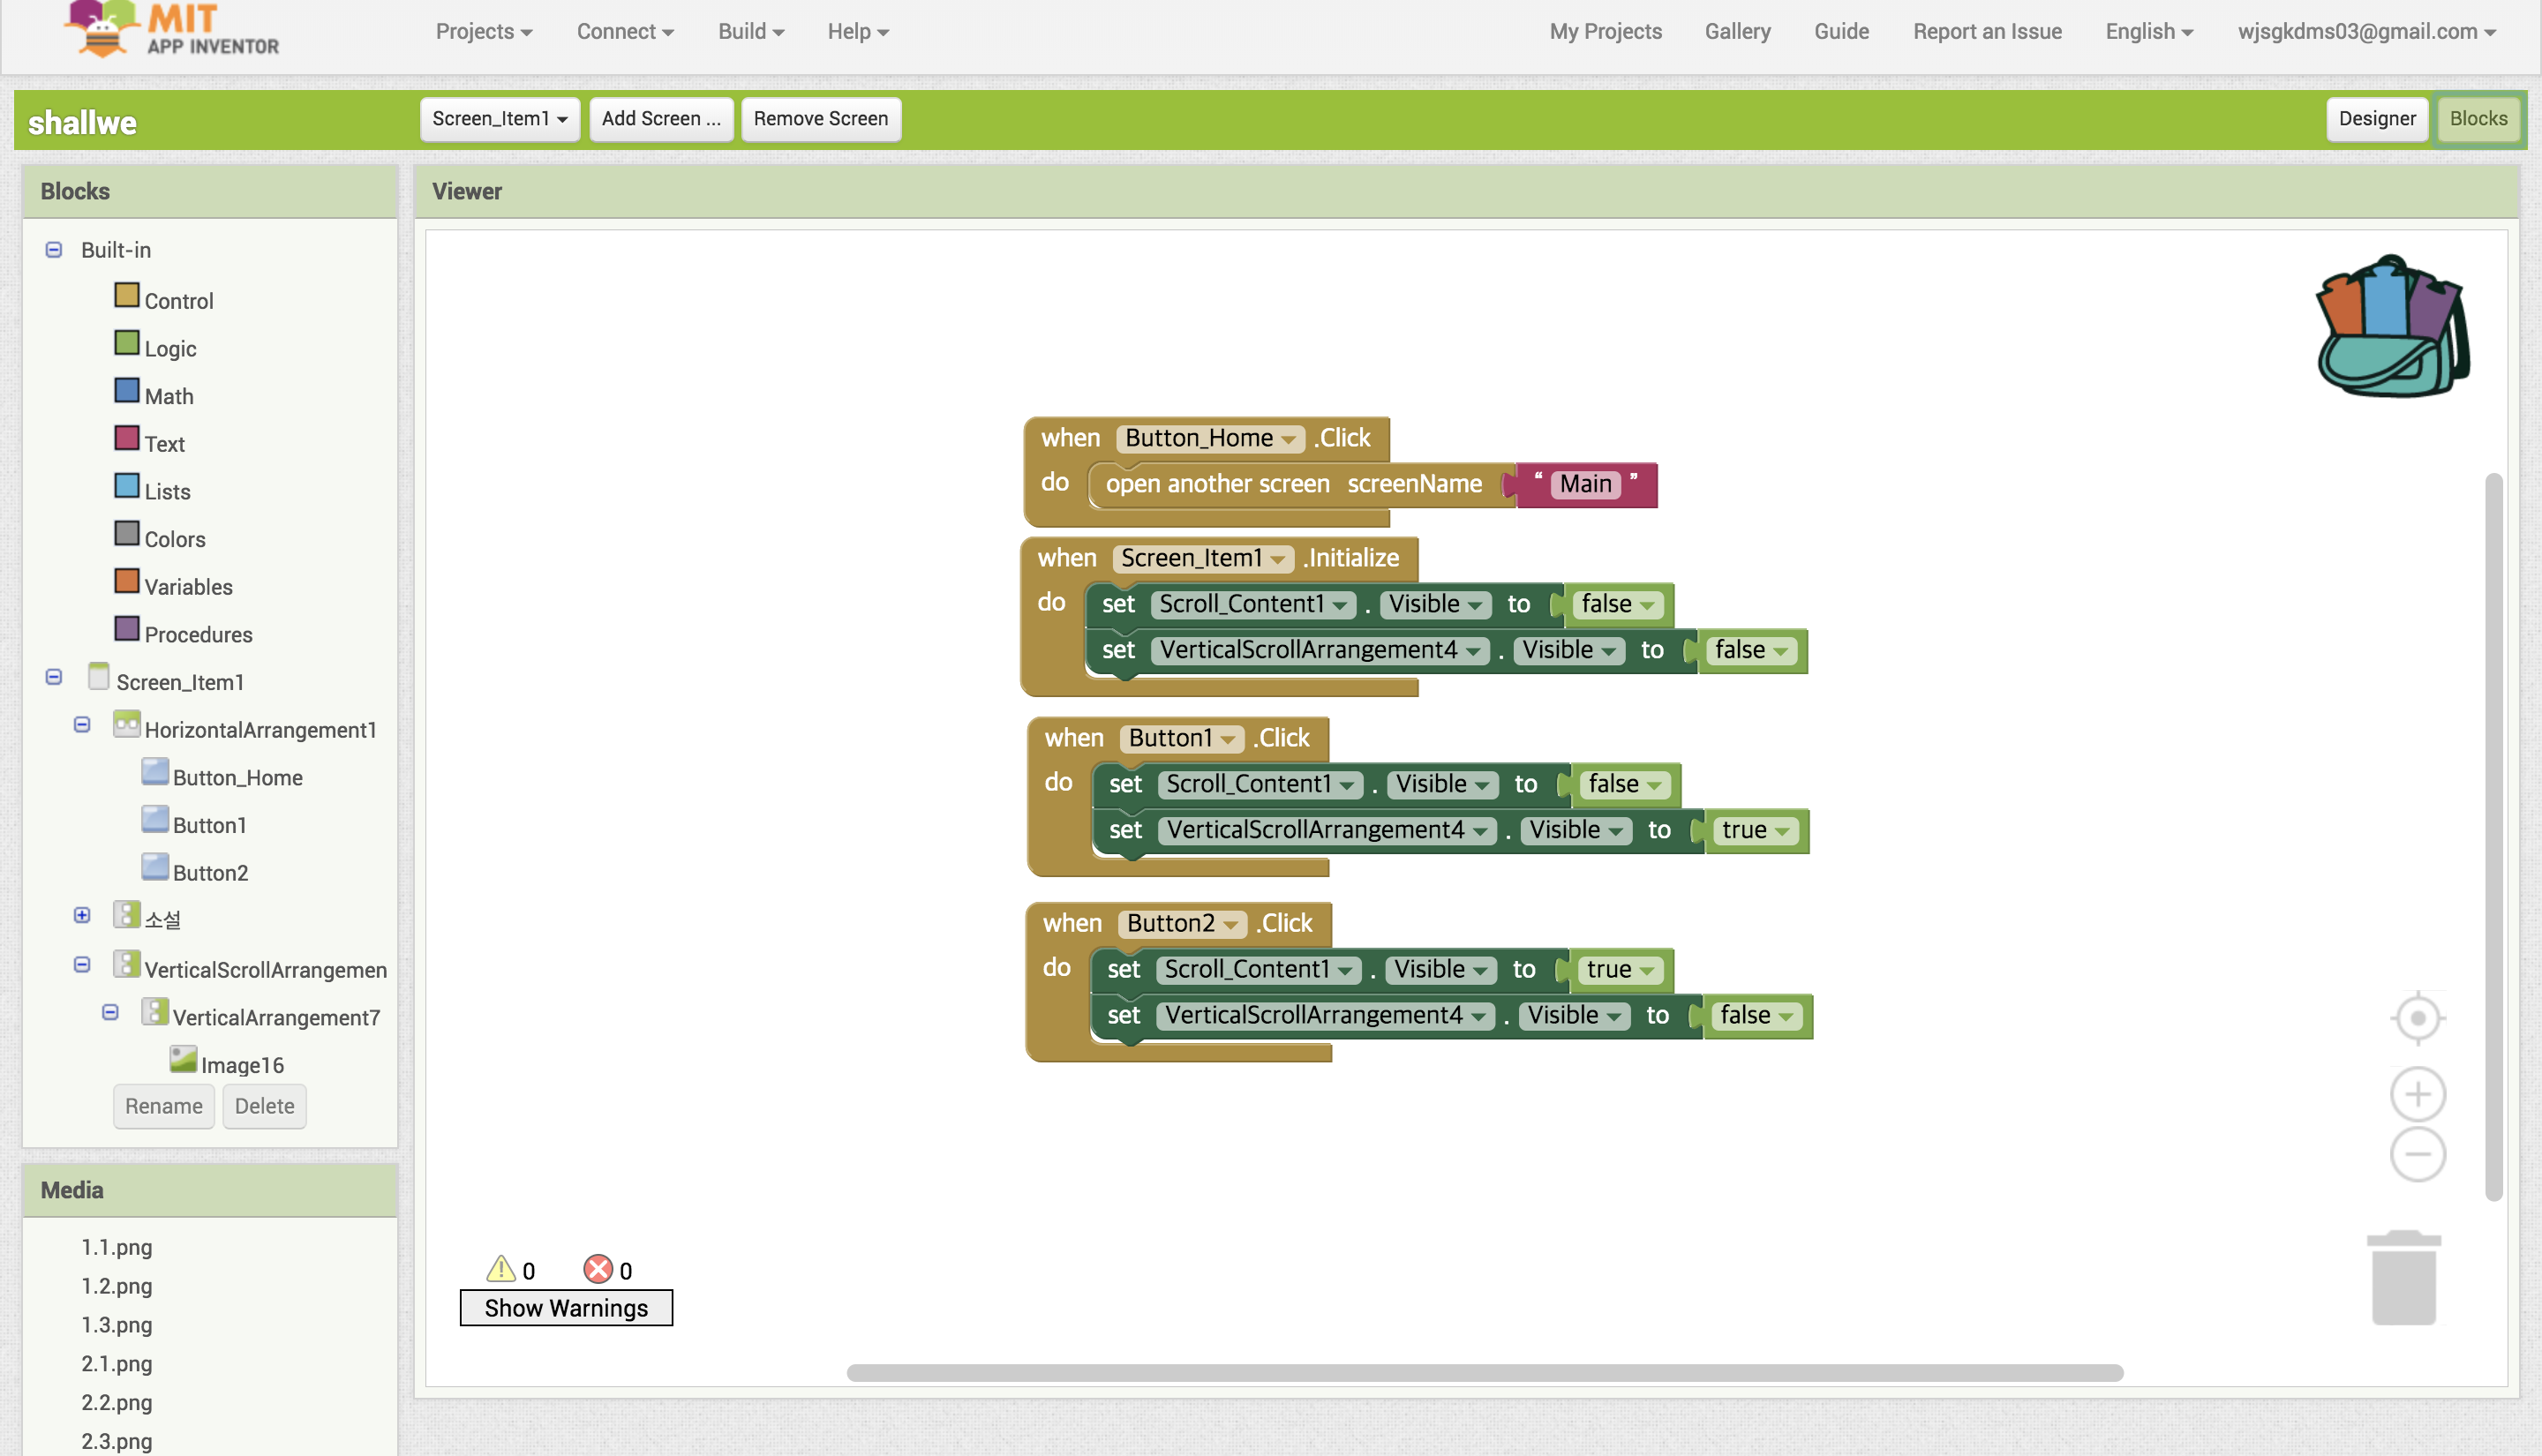 MIT
APP INVENTOR
Projects Connect Build Help My Projects Gallery Guide Report an Issue English wjsgkdms03@gmail.com
shallwe Screen_Item1 Add Screen ... Remove Screen Designer Blocks
Blocks
Built-in
Control
Logic
Math
Text
Lists
Colors
Variables
Procedures
Screen_Item1
HorizontalArrangement1
Button_Home
Button1
Button2
소설
VerticalScrollArrangemen
VerticalArrangement7
Image16
Rename Delete
Media
1.1.png
1.2.png
1.3.png
2.1.png
2.2.png
2.3.png
Viewer
when Button_Home .Click
do open another screen screenName “ Main ”
when Screen_Item1 .Initialize
do set Scroll_Content1 . Visible to false
set VerticalScrollArrangement4 . Visible to false
when Button1 .Click
do set Scroll_Content1 . Visible to false
set VerticalScrollArrangement4 . Visible to true
when Button2 .Click
do set Scroll_Content1 . Visible to true
set VerticalScrollArrangement4 . Visible to false
0 0
Show Warnings